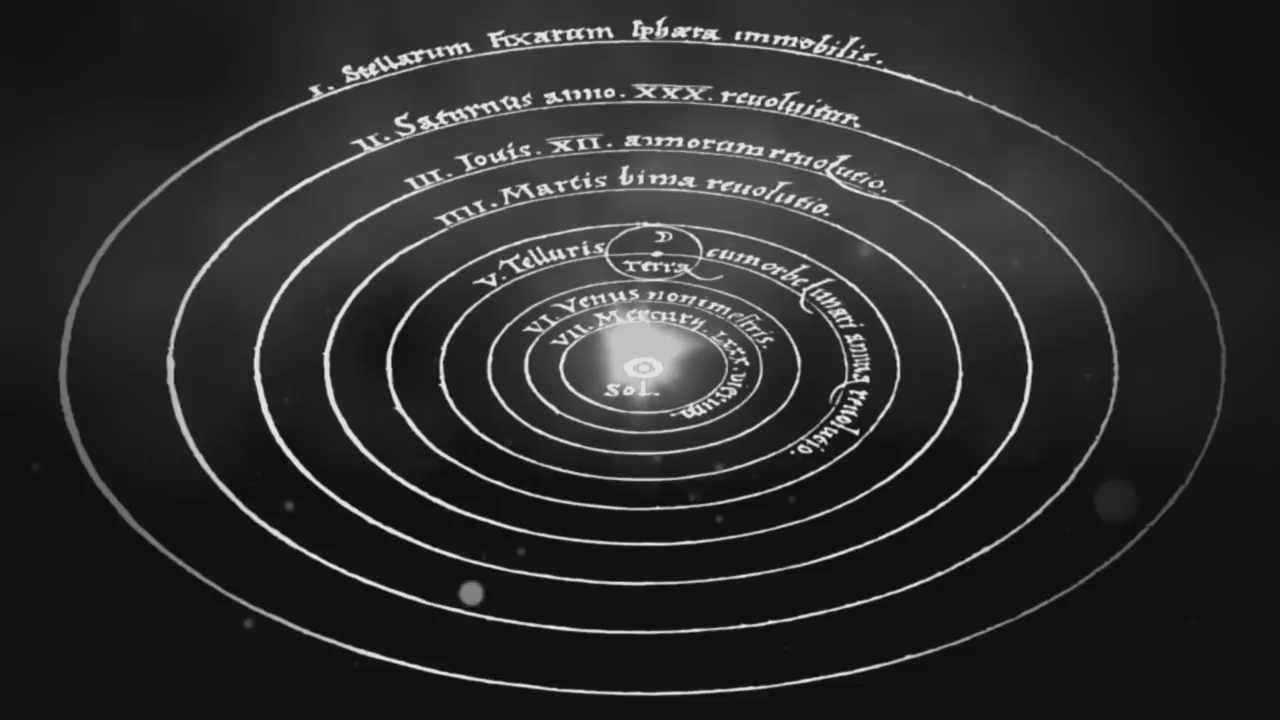 I. Stellarum Fixarum Sphæra immobilis.
II. Saturnus anno. XXX. reuoluitur.
III. Iouis. XII. annorum reuolutio.
IIII. Martis bima reuolutio.
V. Telluris cum orbe lunari annua reuolutio.
Terra
VI. Venus nonimestris.
VII. Mercurij. LXXX. dierum.
Sol.